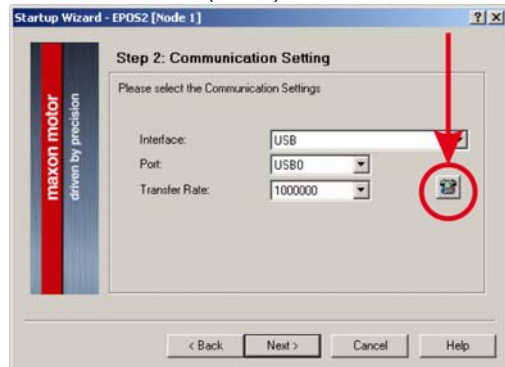 Startup Wizard - EPOS2 [Node 1]
Step 2: Communication Setting
Please select the Communication Settings
maxon motor
driven by precision
Interface: USB
Port: USB0
Transfer Rate: 1000000
< Back Next > Cancel Help